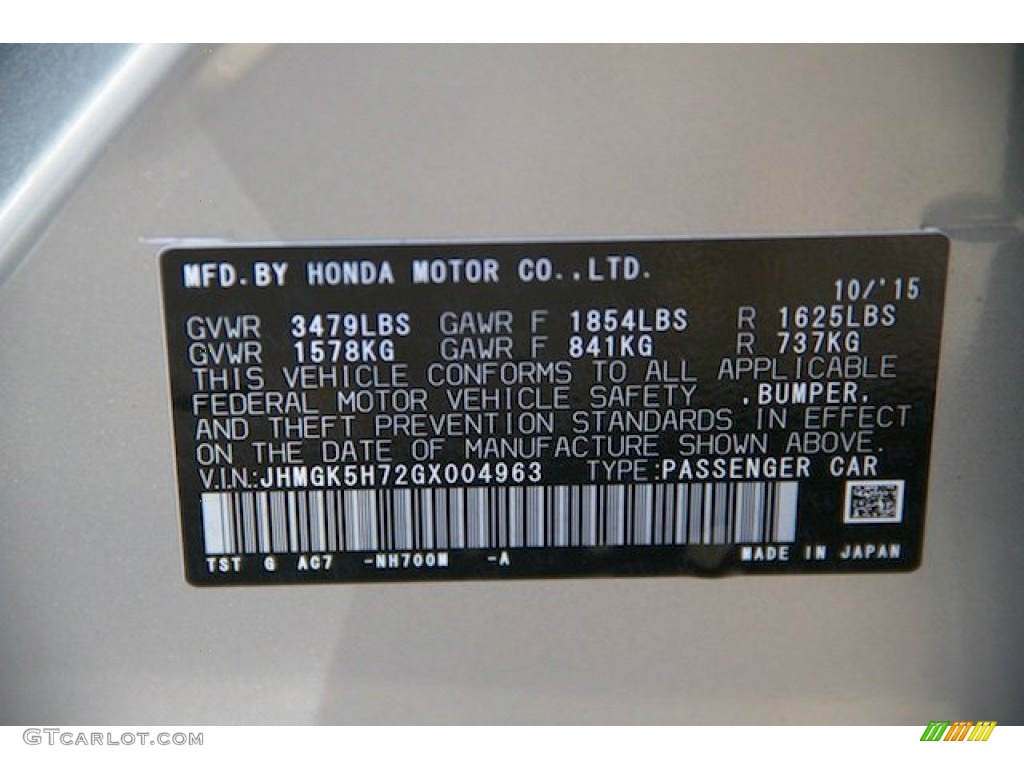 MFD.BY HONDA MOTOR CO.,LTD.
10/'15
GVWR 3479LBS GAWR F 1854LBS R 1625LBS
GVWR 1578KG GAWR F 841KG R 737KG
THIS VEHICLE CONFORMS TO ALL APPLICABLE
FEDERAL MOTOR VEHICLE SAFETY ,BUMPER,
AND THEFT PREVENTION STANDARDS IN EFFECT
ON THE DATE OF MANUFACTURE SHOWN ABOVE.
V.I.N.:JHMGK5H72GX004963 TYPE:PASSENGER CAR
TST G AC7 -NH700M -A MADE IN JAPAN
GTCARLOT.COM